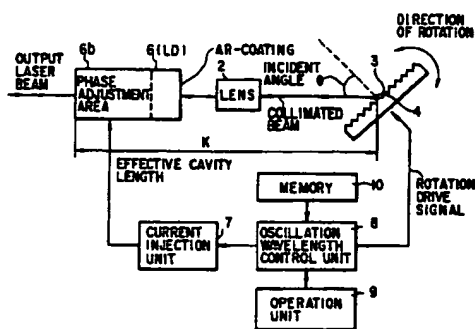 DIRECTION
OF ROTATION
6b
6(LD)
AR-COATING
2
INCIDENT
ANGLE
θ
3
4
OUTPUT
LASER
BEAM
PHASE
ADJUSTMENT
AREA
LENS
COLLIMATED
BEAM
K
EFFECTIVE CAVITY
LENGTH
ROTATION
DRIVE
SIGNAL
MEMORY
10
CURRENT
INJECTION
UNIT
7
OSCILLATION
WAVELENGTH
CONTROL UNIT
8
OPERATION
UNIT
9